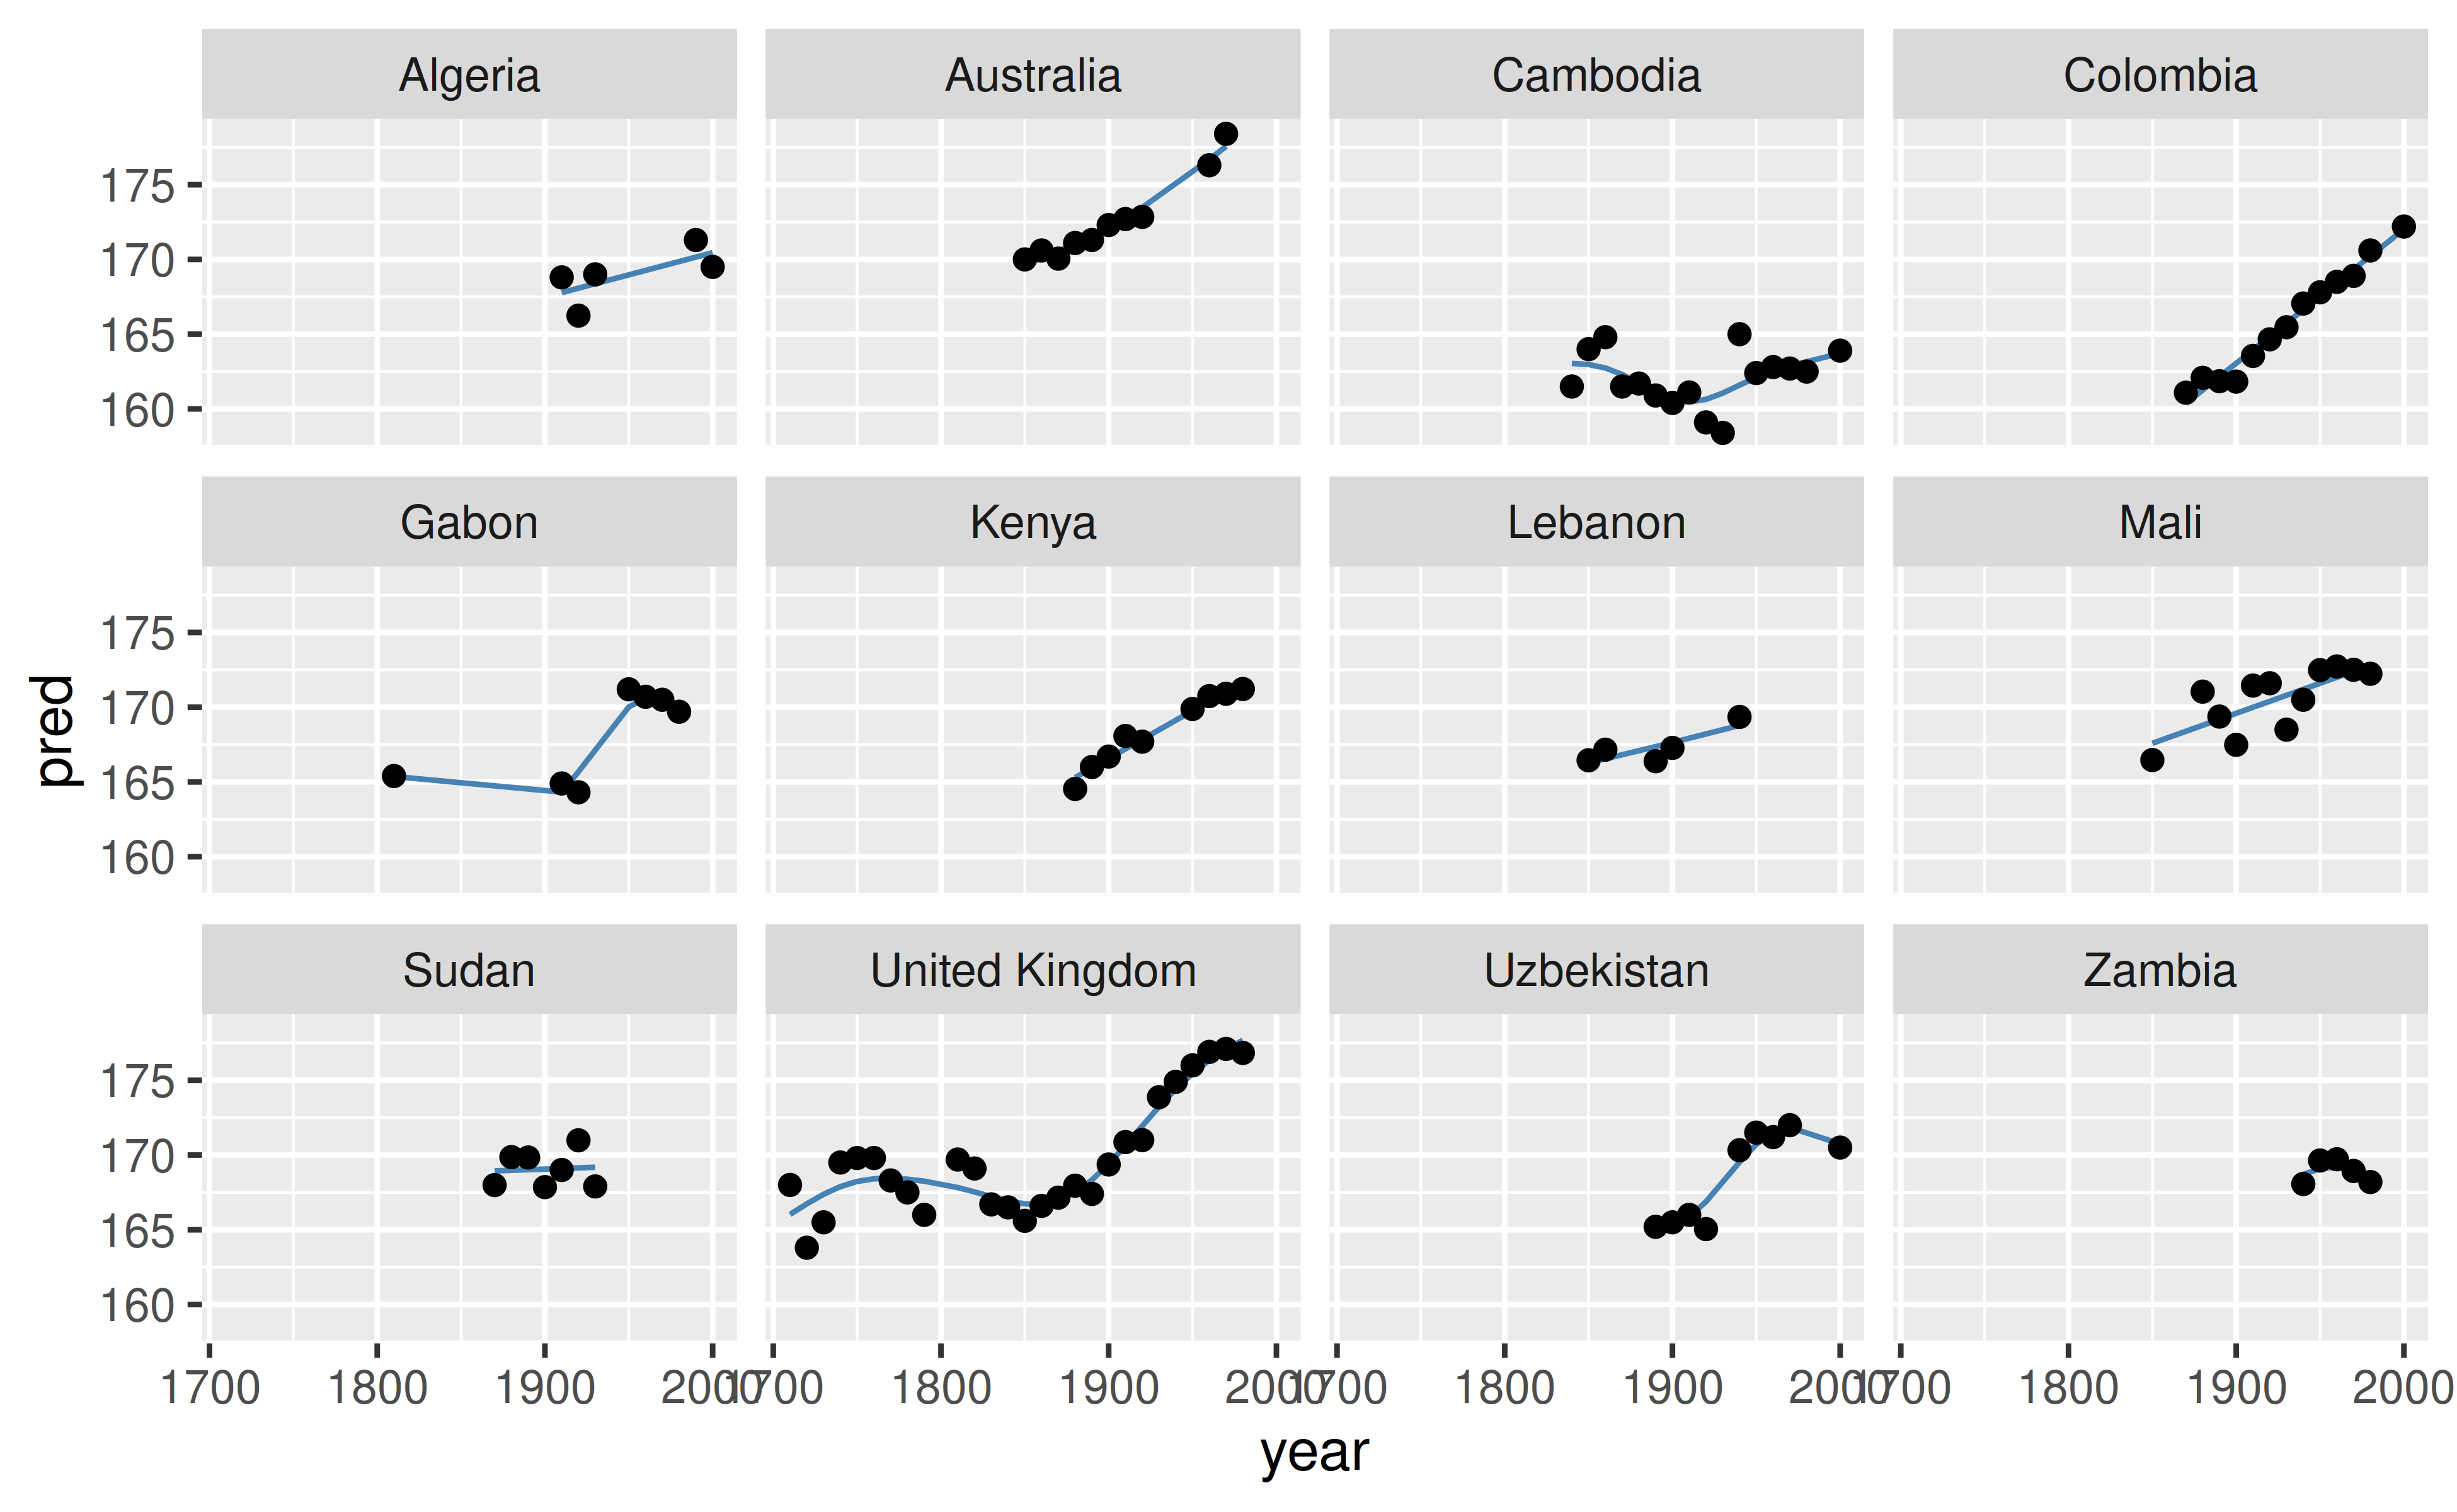 Algeria Australia Cambodia Colombia
175
170
165
160
Gabon Kenya Lebanon Mali
175
170
165
160
pred
Sudan United Kingdom Uzbekistan Zambia
175
170
165
160
1700 1800 1900 2000 1700 1800 1900 2000 1700 1800 1900 2000 1700 1800 1900 2000
year